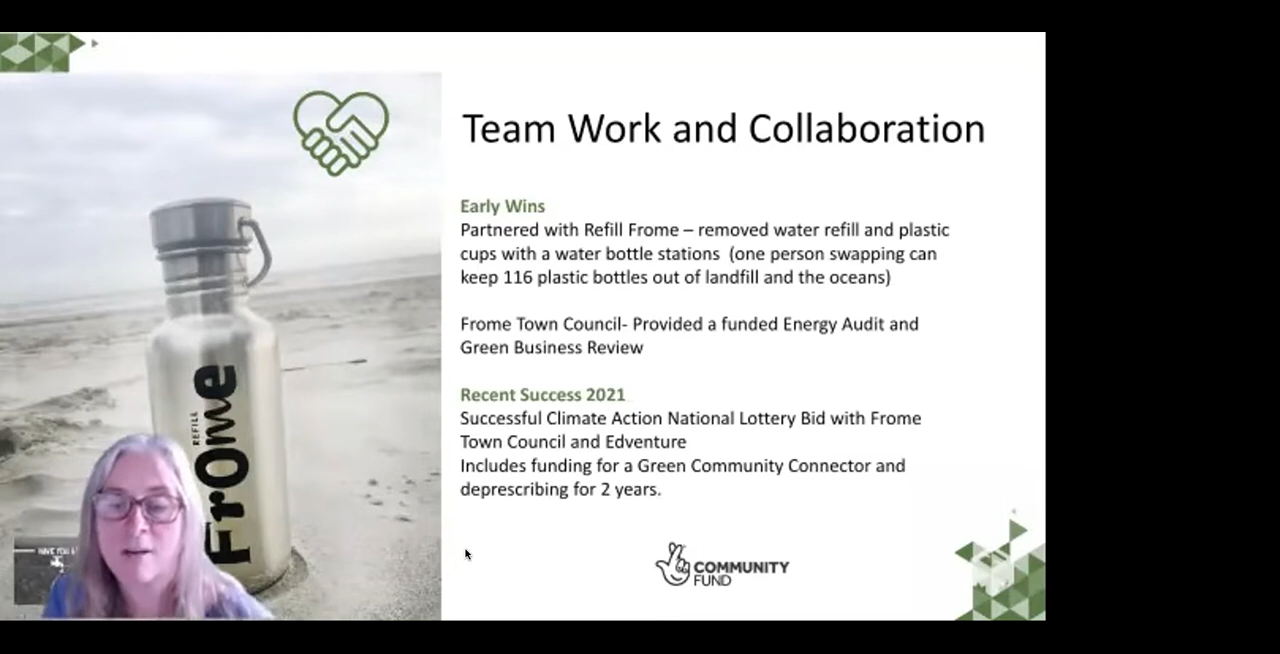 Team Work and Collaboration
Early Wins
Partnered with Refill Frome – removed water refill and plastic
cups with a water bottle stations  (one person swapping can
keep 116 plastic bottles out of landfill and the oceans)
Frome Town Council- Provided a funded Energy Audit and
Green Business Review
Recent Success 2021
Successful Climate Action National Lottery Bid with Frome
Town Council and Edventure
Includes funding for a Green Community Connector and
deprescribing for 2 years.
REFILL
FrOme
HAVE YOU
COMMUNITY
FUND